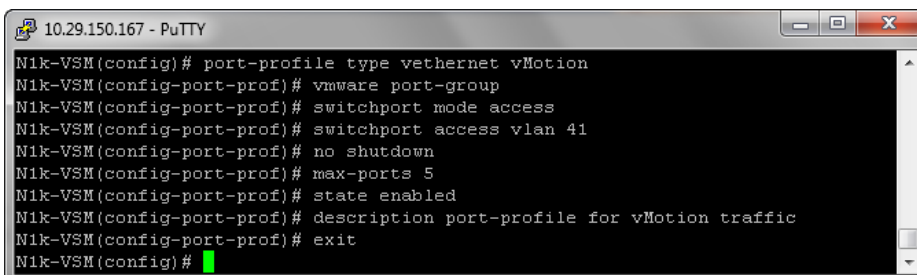 10.29.150.167 - PuTTY
N1k-VSM(config)# port-profile type vethernet vMotion
N1k-VSM(config-port-prof)# vmware port-group
N1k-VSM(config-port-prof)# switchport mode access
N1k-VSM(config-port-prof)# switchport access vlan 41
N1k-VSM(config-port-prof)# no shutdown
N1k-VSM(config-port-prof)# max-ports 5
N1k-VSM(config-port-prof)# state enabled
N1k-VSM(config-port-prof)# description port-profile for vMotion traffic
N1k-VSM(config-port-prof)# exit
N1k-VSM(config)#